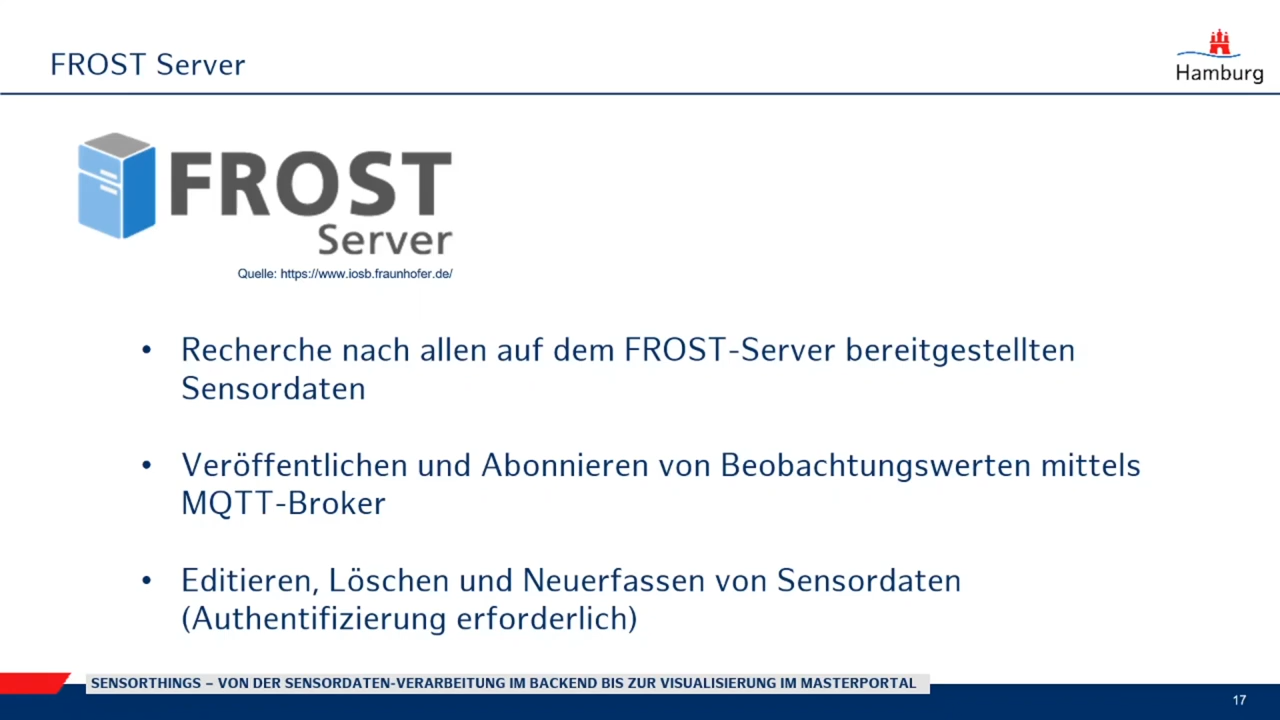 FROST Server
Hamburg
FROST
Server
Quelle: https://www.iosb.fraunhofer.de/
• Recherche nach allen auf dem FROST-Server bereitgestellten
Sensordaten
• Veröffentlichen und Abonnieren von Beobachtungswerten mittels
MQTT-Broker
• Editieren, Löschen und Neuerfassen von Sensordaten
(Authentifizierung erforderlich)
SENSORTHINGS – VON DER SENSORDATEN-VERARBEITUNG IM BACKEND BIS ZUR VISUALISIERUNG IM MASTERPORTAL
17